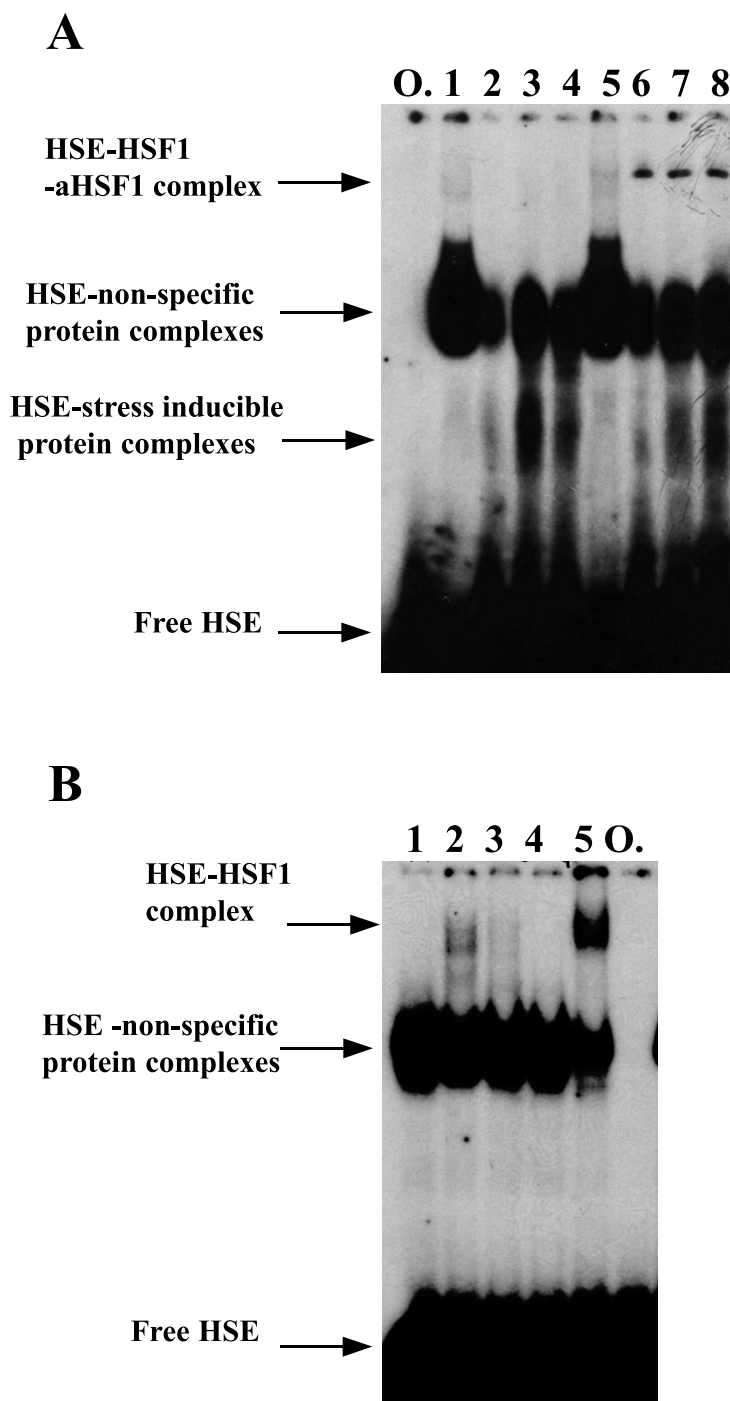 A
O. 1 2 3 4 5 6 7 8
HSE-HSF1
-aHSF1 complex
HSE-non-specific
protein complexes
HSE-stress inducible
protein complexes
Free HSE
B
1 2 3 4 5 O.
HSE-HSF1
complex
HSE -non-specific
protein complexes
Free HSE